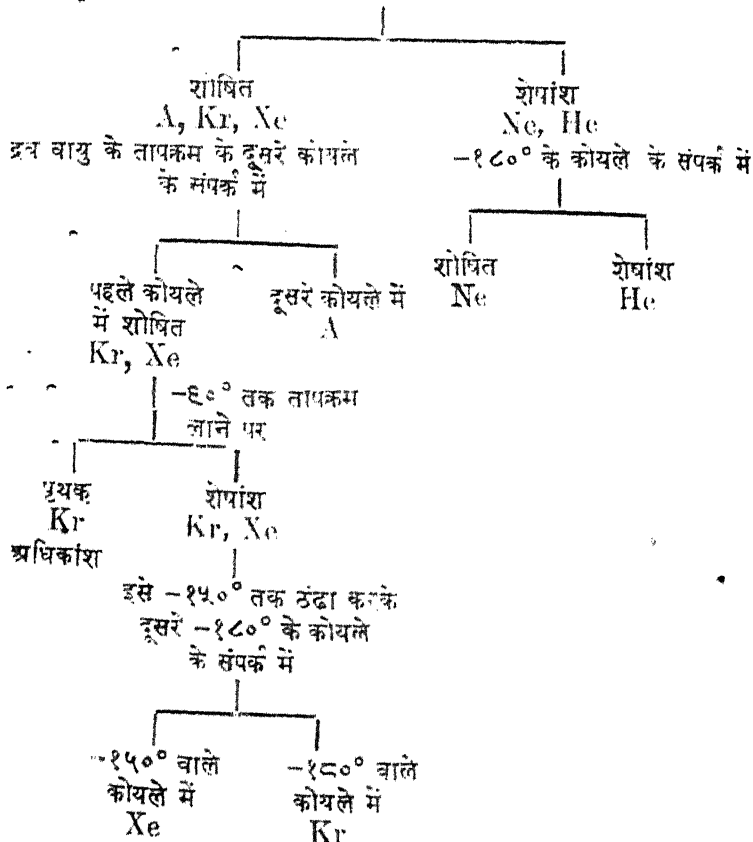 शोषित
A, Kr, Xe
द्रव वायु के तापक्रम के दूसरे कोयले
के संपर्क में
शेषांश
Ne, He
-१८०° के कोयले के संपर्क में
शोषित
Ne
शेषांश
He
पहले कोयले
में शोषित
Kr, Xe
दूसरे कोयले में
A
-९०° तक तापक्रम
लाने पर
पृथक्
Kr
अधिकांश
शेषांश
Kr, Xe
इसे -१५०° तक ठंढा करके
दूसरे -१८०° के कोयले
के संपर्क में
-१५०° वाले
कोयले में
Xe
-१८०° वाले
कोयले में
Kr